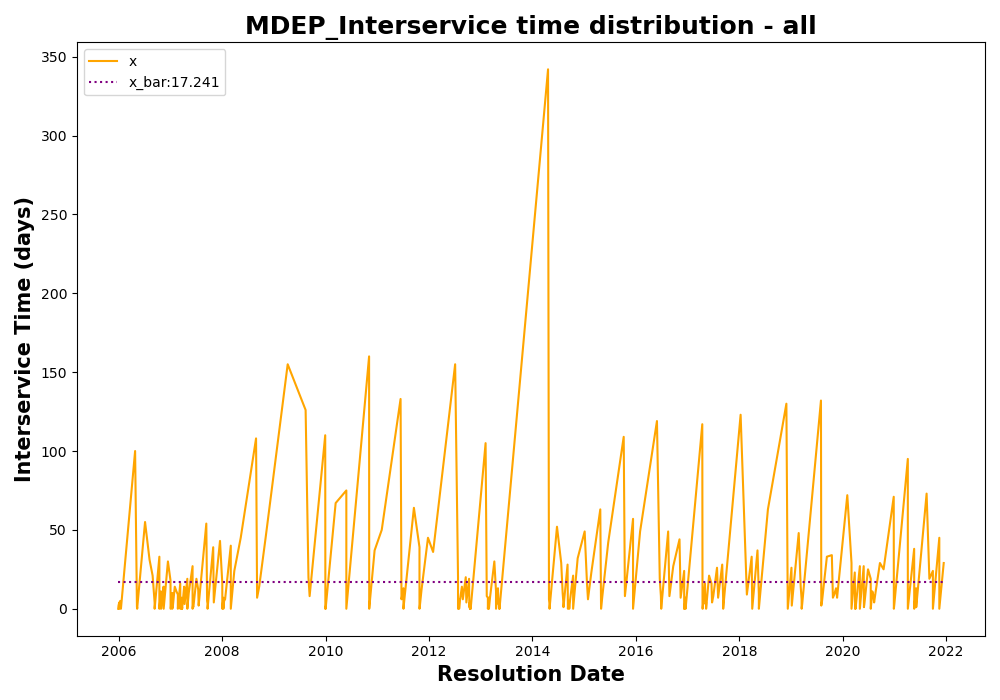 MDEP_Interservice time distribution - all
x
x_bar:17.241
Interservice Time (days)
350
300
250
200
150
100
50
0
2006 2008 2010 2012 2014 2016 2018 2020 2022
Resolution Date